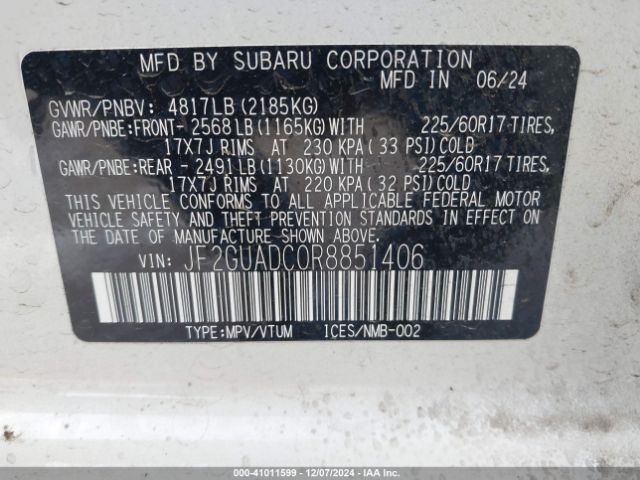 MFD BY SUBARU CORPORATION
MFD IN 06/24
GVWR/PNBV: 4817LB (2185KG)
GAWR/PNBE:FRONT- 2568LB (1165KG)WITH 225/60R17 TIRES,
17X7J RIMS AT 230 KPA ( 33 PSI)COLD
GAWR/PNBE:REAR - 2491LB (1130KG)WITH 225/60R17 TIRES,
17X7J RIMS AT 220 KPA ( 32 PSI)COLD
THIS VEHICLE CONFORMS TO ALL APPLICABLE FEDERAL MOTOR
VEHICLE SAFETY AND THEFT PREVENTION STANDARDS IN EFFECT ON
THE DATE OF MANUFACTURE SHOWN ABOVE.
VIN: JF2GUADC0R8851406
TYPE:MPV/VTUM ICES/NMB-002
000-41011599 - 12/07/2024 - IAA Inc.